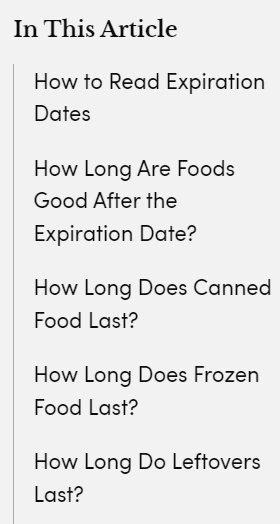 In This Article
How to Read Expiration
Dates
How Long Are Foods
Good After the
Expiration Date?
How Long Does Canned
Food Last?
How Long Does Frozen
Food Last?
How Long Do Leftovers
Last?